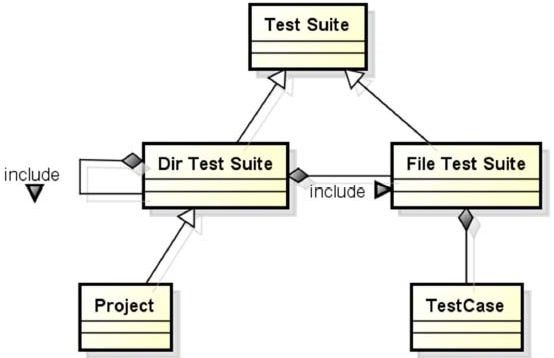 Test Suite
Dir Test Suite
File Test Suite
include
include
Project
TestCase